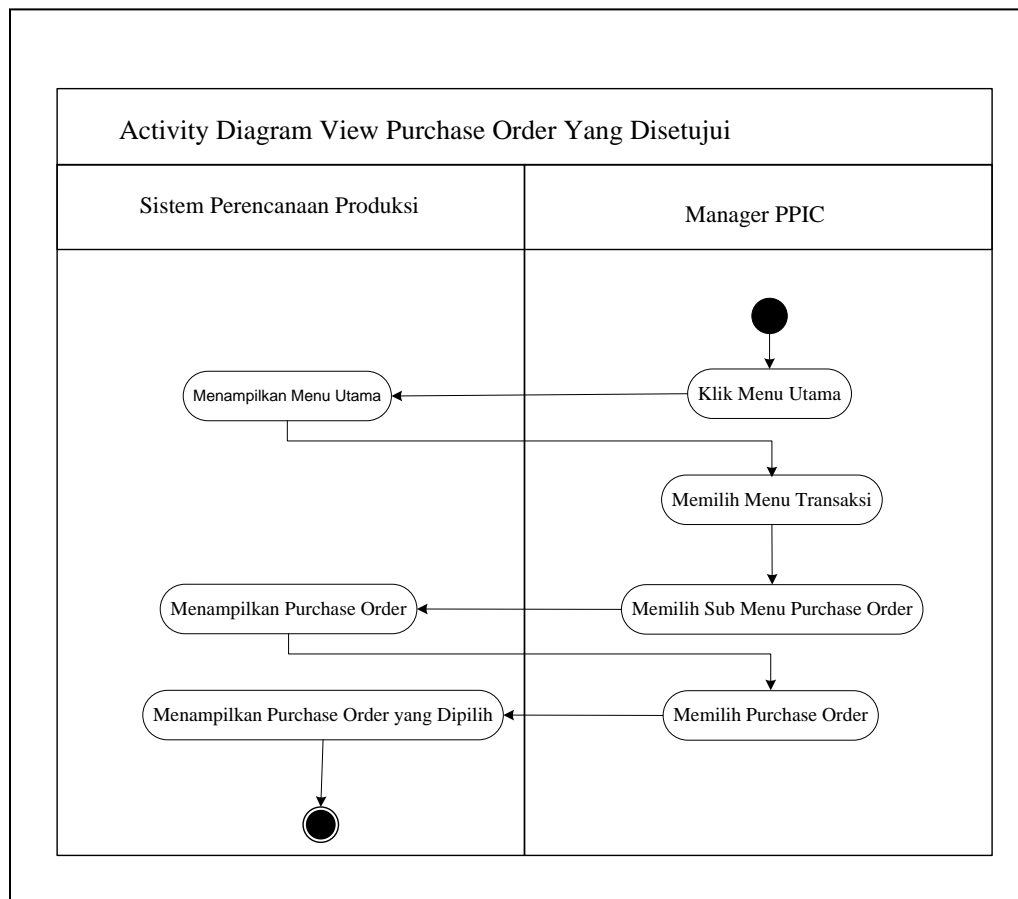 Activity Diagram View Purchase Order Yang Disetujui
Sistem Perencanaan Produksi
Manager PPIC
Klik Menu Utama
Menampilkan Menu Utama
Memilih Menu Transaksi
Memilih Sub Menu Purchase Order
Menampilkan Purchase Order
Memilih Purchase Order
Menampilkan Purchase Order yang Dipilih